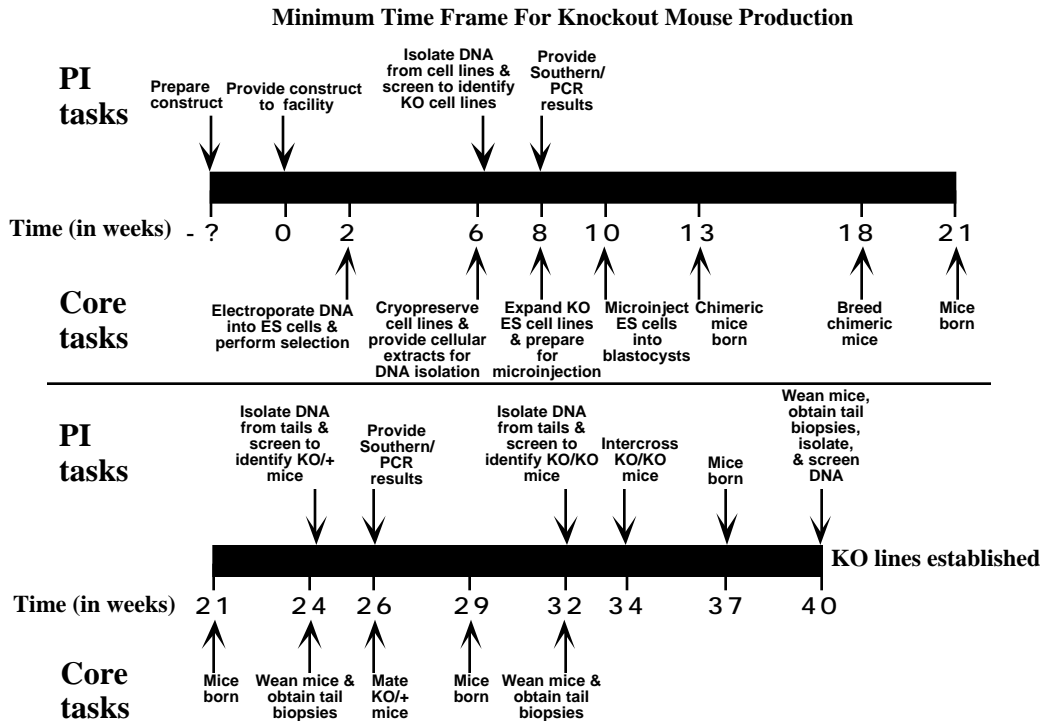 Minimum Time Frame For Knockout Mouse Production
PI
tasks
Prepare
construct
Provide construct
to facility
Isolate DNA
from cell lines &
screen to identify
KO cell lines
Provide
Southern/
PCR
results
Time (in weeks)
- ? 0 2 6 8 10 13 18 21
Core
tasks
Electroporate DNA
into ES cells &
perform selection
Cryopreserve
cell lines &
provide cellular
extracts for
DNA isolation
Expand KO
ES cell lines
& prepare
for
microinjection
Microinject
ES cells
into
blastocysts
Chimeric
mice
born
Breed
chimeric
mice
Mice
born
PI
tasks
Isolate DNA
from tails &
screen to
identify KO/+
mice
Provide
Southern/
PCR
results
Isolate DNA
from tails &
screen to
identify KO/KO
mice
Intercross
KO/KO
mice
Mice
born
Wean mice,
obtain tail
biopsies,
isolate,
& screen
DNA
KO lines established
Time (in weeks)
21 24 26 29 32 34 37 40
Core
tasks
Mice
born
Wean mice &
obtain tail
biopsies
Mate
KO/+
mice
Mice
born
Wean mice &
obtain tail
biopsies